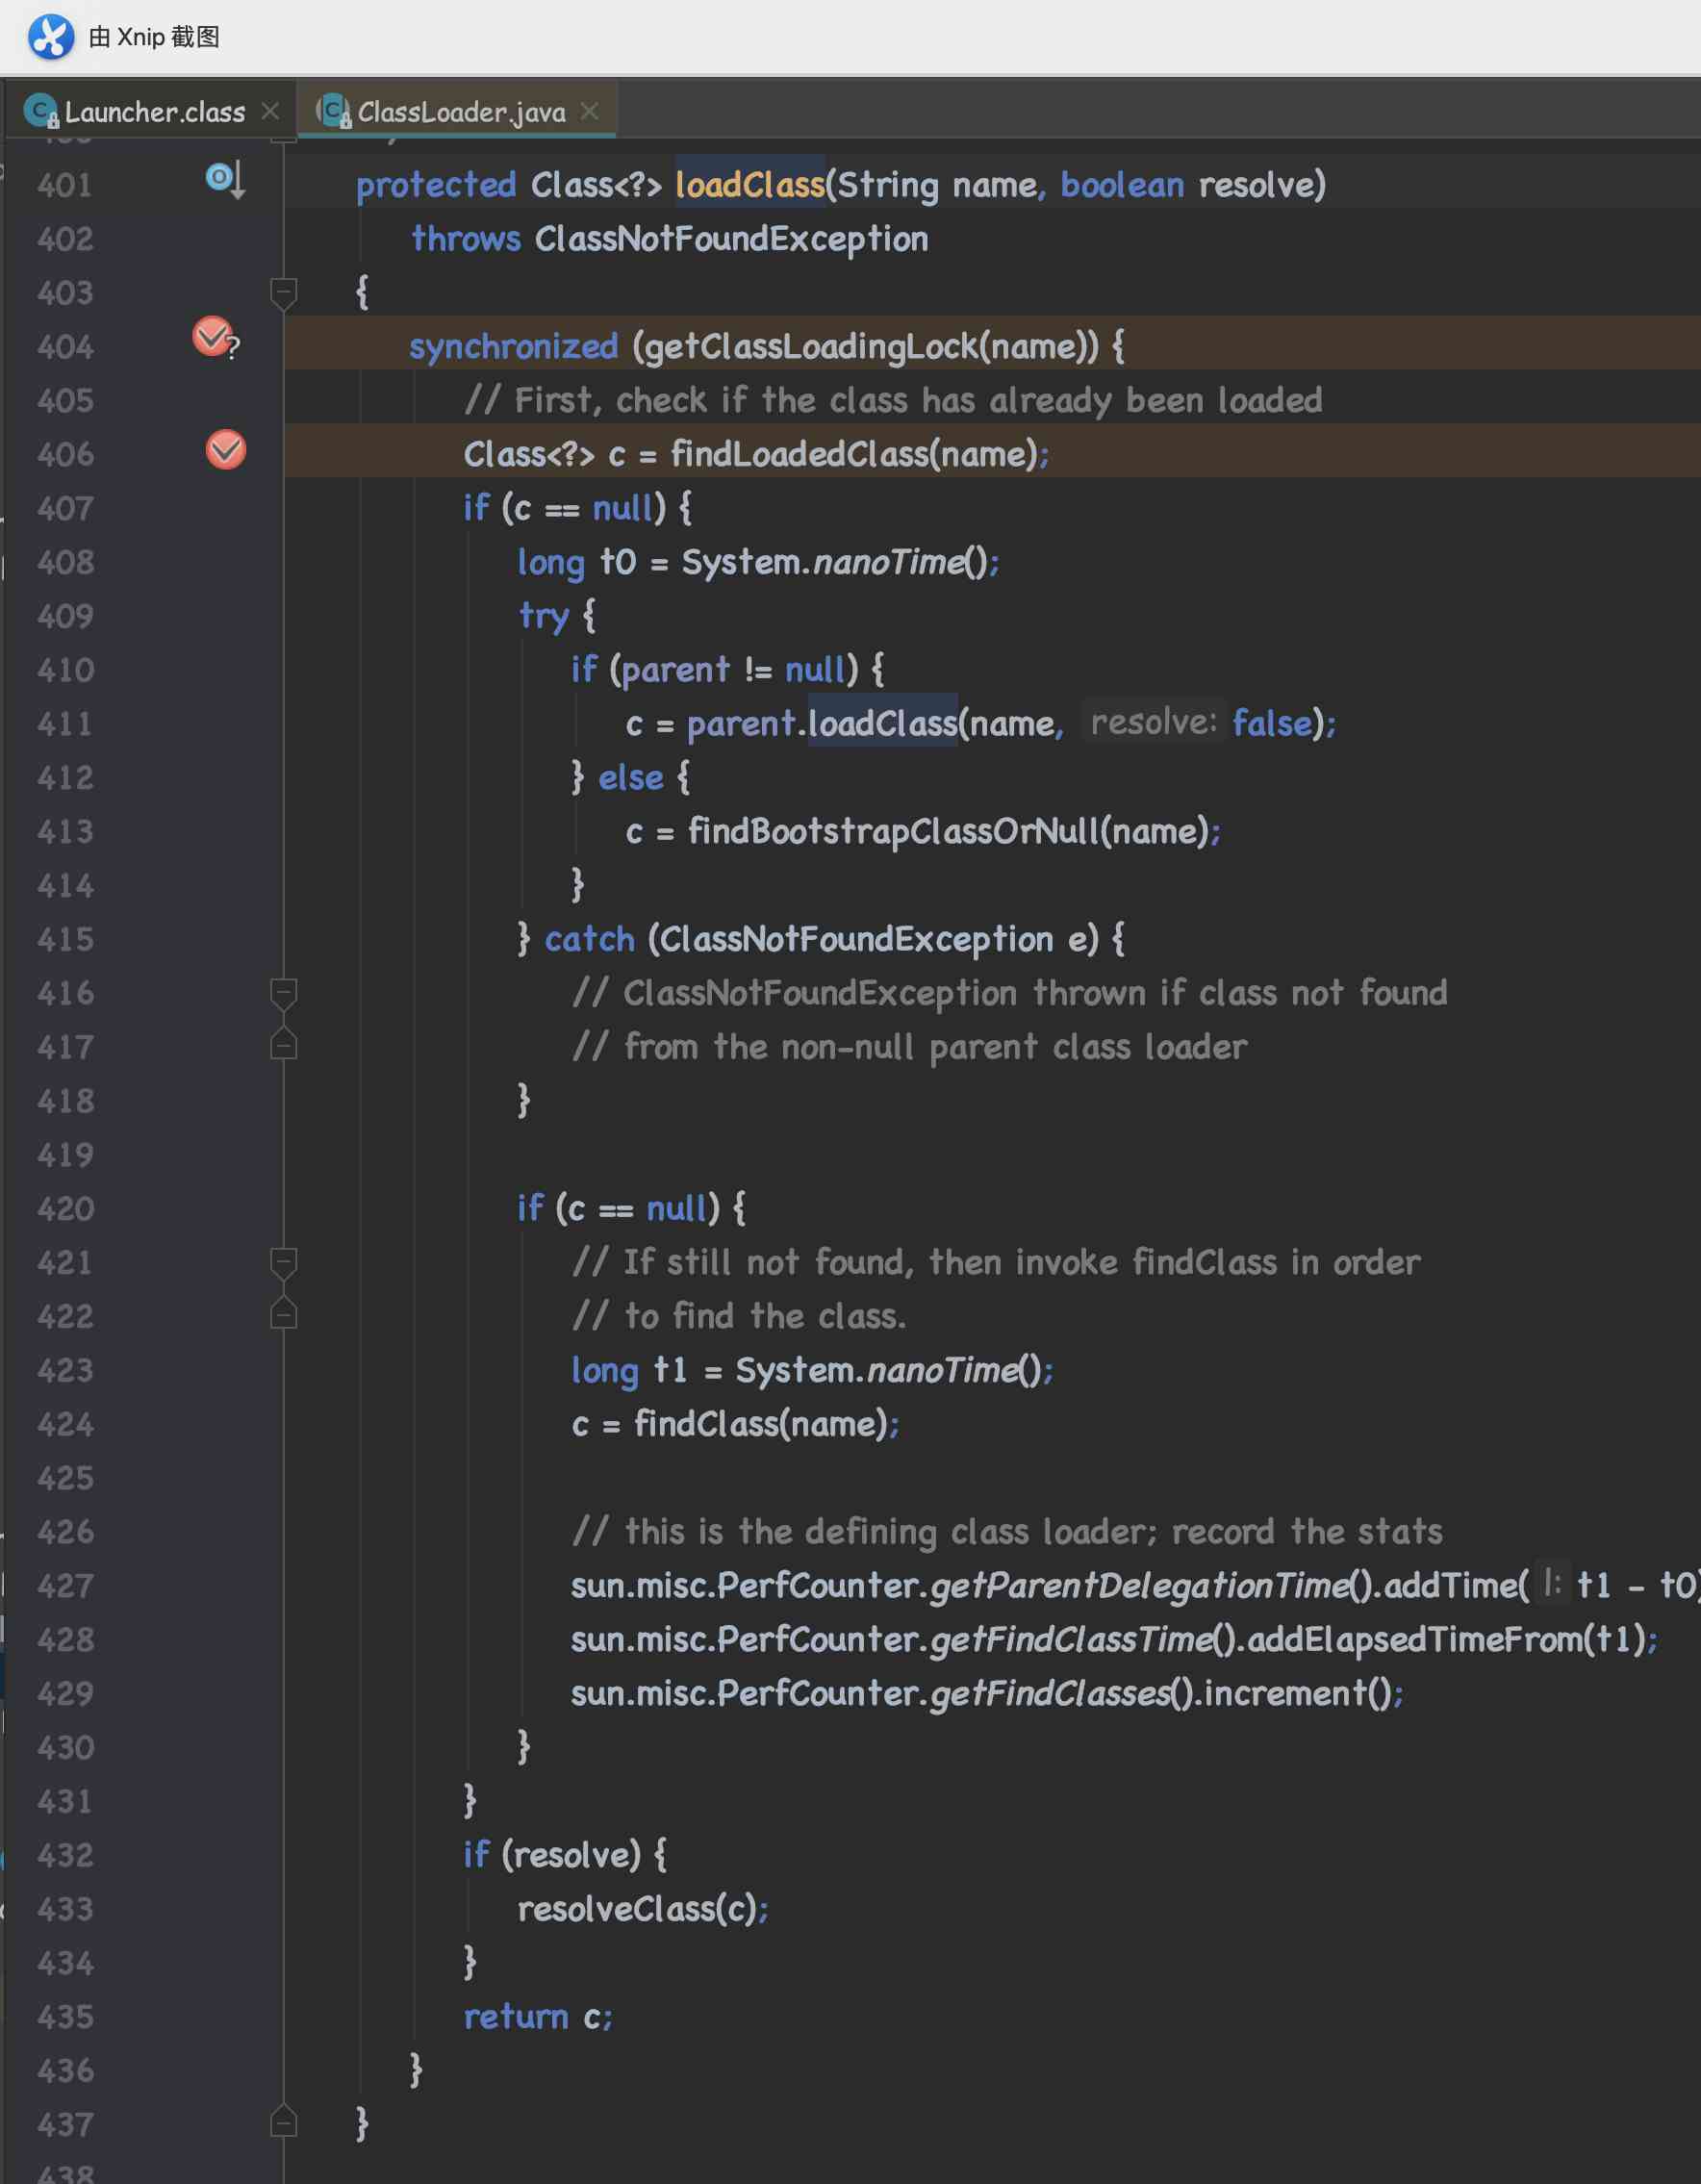 由 Xnip 截图
Launcher.class ClassLoader.java
401 protected Class<?> loadClass(String name, boolean resolve)
402 throws ClassNotFoundException
403 {
404 synchronized (getClassLoadingLock(name)) {
405 // First, check if the class has already been loaded
406 Class<?> c = findLoadedClass(name);
407 if (c == null) {
408 long t0 = System.nanoTime();
409 try {
410 if (parent != null) {
411 c = parent.loadClass(name, resolve: false);
412 } else {
413 c = findBootstrapClassOrNull(name);
414 }
415 } catch (ClassNotFoundException e) {
416 // ClassNotFoundException thrown if class not found
417 // from the non-null parent class loader
418 }
419
420 if (c == null) {
421 // If still not found, then invoke findClass in order
422 // to find the class.
423 long t1 = System.nanoTime();
424 c = findClass(name);
425
426 // this is the defining class loader; record the stats
427 sun.misc.PerfCounter.getParentDelegationTime().addTime( l: t1 - t0)
428 sun.misc.PerfCounter.getFindClassTime().addElapsedTimeFrom(t1);
429 sun.misc.PerfCounter.getFindClasses().increment();
430 }
431 }
432 if (resolve) {
433 resolveClass(c);
434 }
435 return c;
436 }
437 }
438